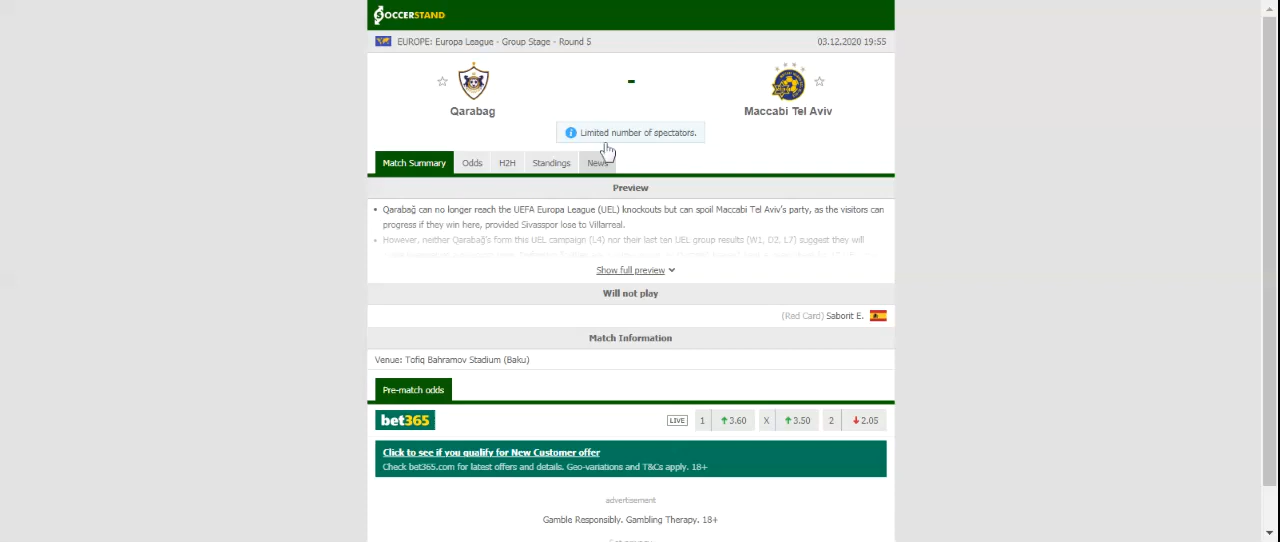 SOCCERSTAND
EUROPE: Europa League - Group Stage - Round 5 03.12.2020 19:55
-
Qarabag Maccabi Tel Aviv
Limited number of spectators.
Match Summary Odds H2H Standings News
Preview
• Qarabağ can no longer reach the UEFA Europa League (UEL) knockouts but can spoil Maccabi Tel Aviv's party, as the visitors can
progress if they win here, provided Sivasspor lose to Villarreal.
• However, neither Qarabağ's form this UEL campaign (L4) nor their last ten UEL group results (W1, D2, L7) suggest they will
Show full preview
Will not play
(Red Card) Saborit E.
Match Information
Venue: Tofiq Bahramov Stadium (Baku)
Pre-match odds
bet365 LIVE 1 3.60 X 3.50 2 2.05
Click to see if you qualify for New Customer offer
Check bet365.com for latest offers and details. Geo-variations and T&Cs apply. 18+
advertisement
Gamble Responsibly. Gambling Therapy. 18+